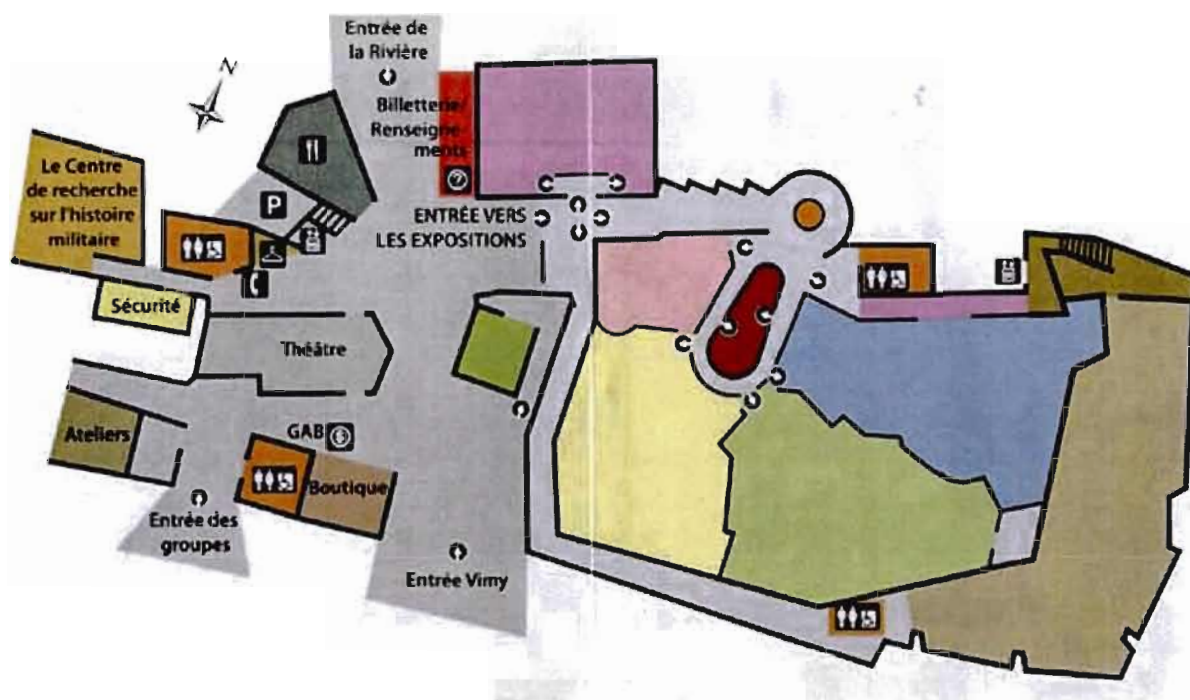 Entrée de
la Rivière
N
Billetterie/
Renseigne-
ments
?
Le Centre
de recherche
sur l'histoire
militaire
P
ENTRÉE VERS
LES EXPOSITIONS
Sécurité
Théâtre
GAB
Ateliers
Boutique
Entrée des
groupes
Entrée Vimy